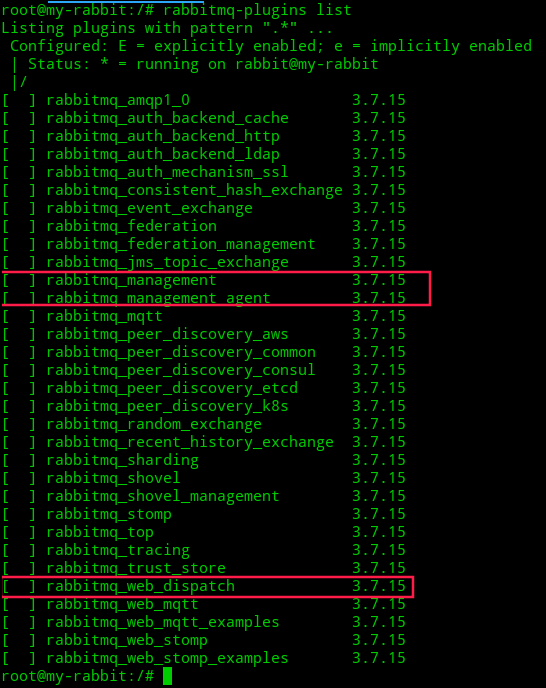 root@my-rabbit:/# rabbitmq-plugins list
Listing plugins with pattern ".*" ...
 Configured: E = explicitly enabled; e = implicitly enabled
 | Status: * = running on rabbit@my-rabbit
 |/
[  ] rabbitmq_amqp1_0                  3.7.15
[  ] rabbitmq_auth_backend_cache       3.7.15
[  ] rabbitmq_auth_backend_http        3.7.15
[  ] rabbitmq_auth_backend_ldap        3.7.15
[  ] rabbitmq_auth_mechanism_ssl       3.7.15
[  ] rabbitmq_consistent_hash_exchange 3.7.15
[  ] rabbitmq_event_exchange           3.7.15
[  ] rabbitmq_federation               3.7.15
[  ] rabbitmq_federation_management    3.7.15
[  ] rabbitmq_jms_topic_exchange       3.7.15
[  ] rabbitmq_management               3.7.15
[  ] rabbitmq_management_agent         3.7.15
[  ] rabbitmq_mqtt                     3.7.15
[  ] rabbitmq_peer_discovery_aws       3.7.15
[  ] rabbitmq_peer_discovery_common    3.7.15
[  ] rabbitmq_peer_discovery_consul    3.7.15
[  ] rabbitmq_peer_discovery_etcd      3.7.15
[  ] rabbitmq_peer_discovery_k8s       3.7.15
[  ] rabbitmq_random_exchange          3.7.15
[  ] rabbitmq_recent_history_exchange  3.7.15
[  ] rabbitmq_sharding                 3.7.15
[  ] rabbitmq_shovel                   3.7.15
[  ] rabbitmq_shovel_management        3.7.15
[  ] rabbitmq_stomp                    3.7.15
[  ] rabbitmq_top                      3.7.15
[  ] rabbitmq_tracing                  3.7.15
[  ] rabbitmq_trust_store              3.7.15
[  ] rabbitmq_web_dispatch             3.7.15
[  ] rabbitmq_web_mqtt                 3.7.15
[  ] rabbitmq_web_mqtt_examples        3.7.15
[  ] rabbitmq_web_stomp                3.7.15
[  ] rabbitmq_web_stomp_examples       3.7.15
root@my-rabbit:/#